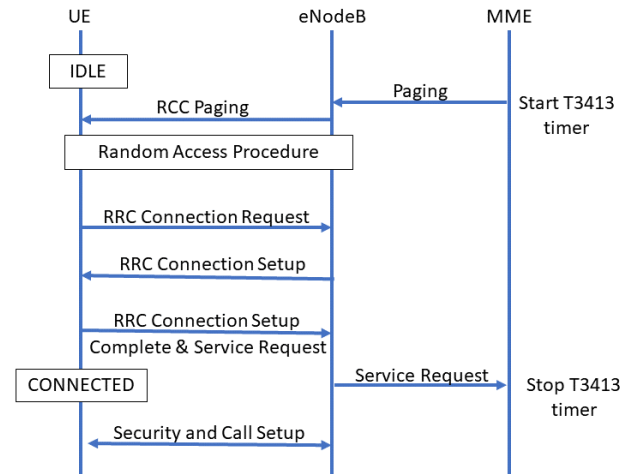 UE
eNodeB
MME
IDLE
Paging
RCC Paging
Start T3413
timer
Random Access Procedure
RRC Connection Request
RRC Connection Setup
RRC Connection Setup
Complete & Service Request
CONNECTED
Service Request
Stop T3413
timer
Security and Call Setup